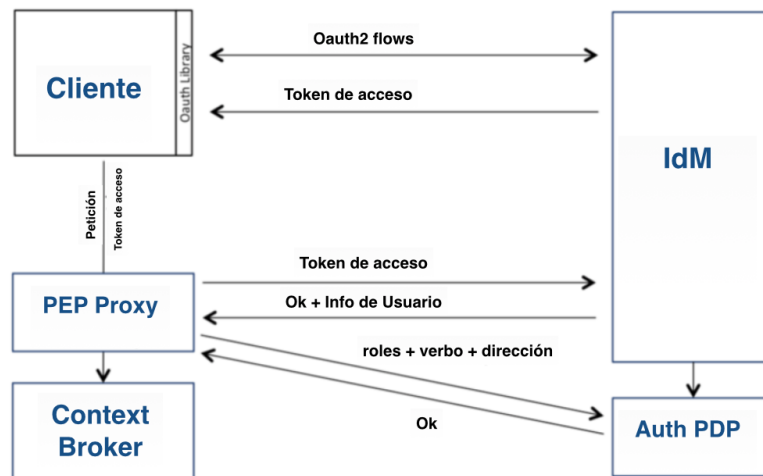 Oauth2 flows
Cliente
Oauth Library
Token de acceso
IdM
Petición
Token de acceso
Token de acceso
PEP Proxy
Ok + Info de Usuario
roles + verbo + dirección
Context
Broker
Ok
Auth PDP